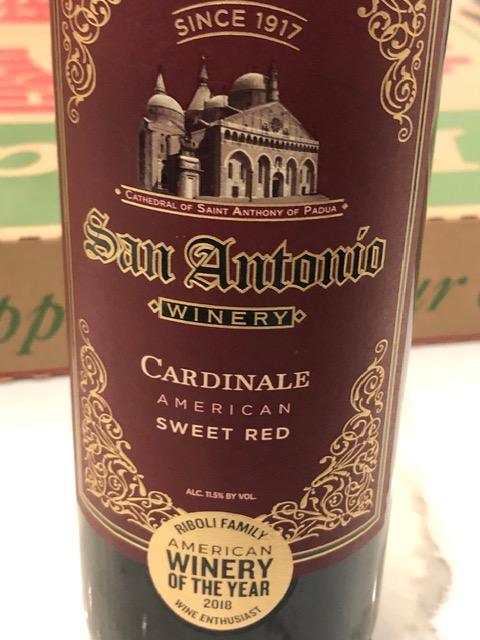 SINCE 1917
CATHEDRAL OF SAINT ANTHONY OF PADUA
San Antonio
WINERY
CARDINALE
AMERICAN
SWEET RED
ALC. 11.5% BY VOL.
RIBOLI FAMILY
AMERICAN
WINERY
OF THE YEAR
2018
WINE ENTHUSIAST